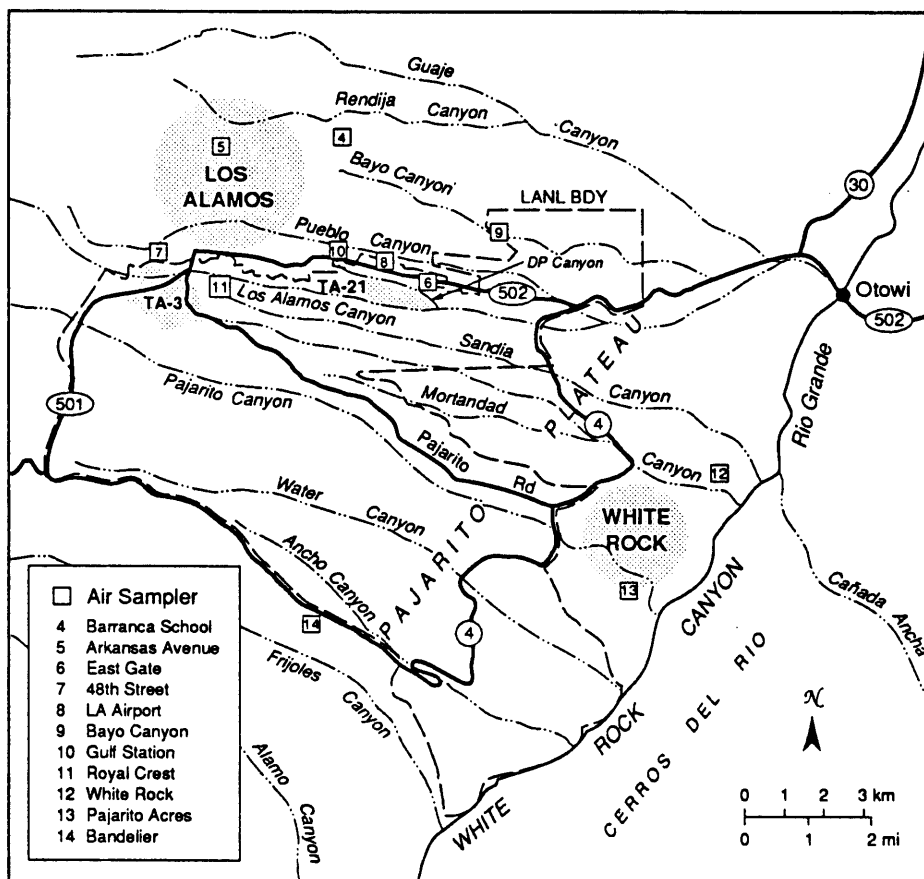 Guaje
Canyon
Rendija
Canyon
4
5
LOS
ALAMOS
Bayo Canyon
30
LANL BDY
9
Pueblo
Canyon
7
10
8
6
DP Canyon
TA-21
502
11
TA-3
Los Alamos
Canyon
Otowi
502
Sandia
Canyon
PLATEAU
Rio Grande
501
Pajarito Canyon
Mortandad
Canyon
4
Pajarito
Rd
12
Water
Canyon
WHITE
ROCK
Ancho Canyon
PAJARITO
13
Cañada Ancha
14
4
Frijoles
Canyon
Alamo
Canyon
WHITE
ROCK
CANYON
CERROS DEL RIO
Air Sampler
4 Barranca School
5 Arkansas Avenue
6 East Gate
7 48th Street
8 LA Airport
9 Bayo Canyon
10 Gulf Station
11 Royal Crest
12 White Rock
13 Pajarito Acres
14 Bandelier
N
0 1 2 3 km
0 1 2 mi